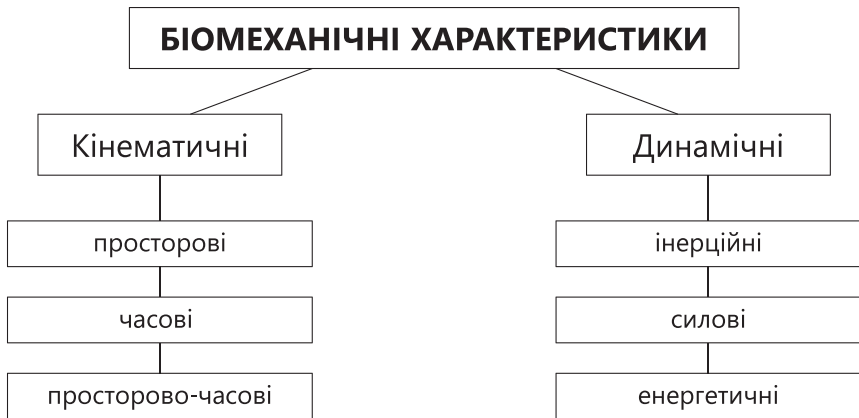 БІОМЕХАНІЧНІ ХАРАКТЕРИСТИКИ
Кінематичні
Динамічні
просторові
інерційні
часові
силові
просторово-часові
енергетичні